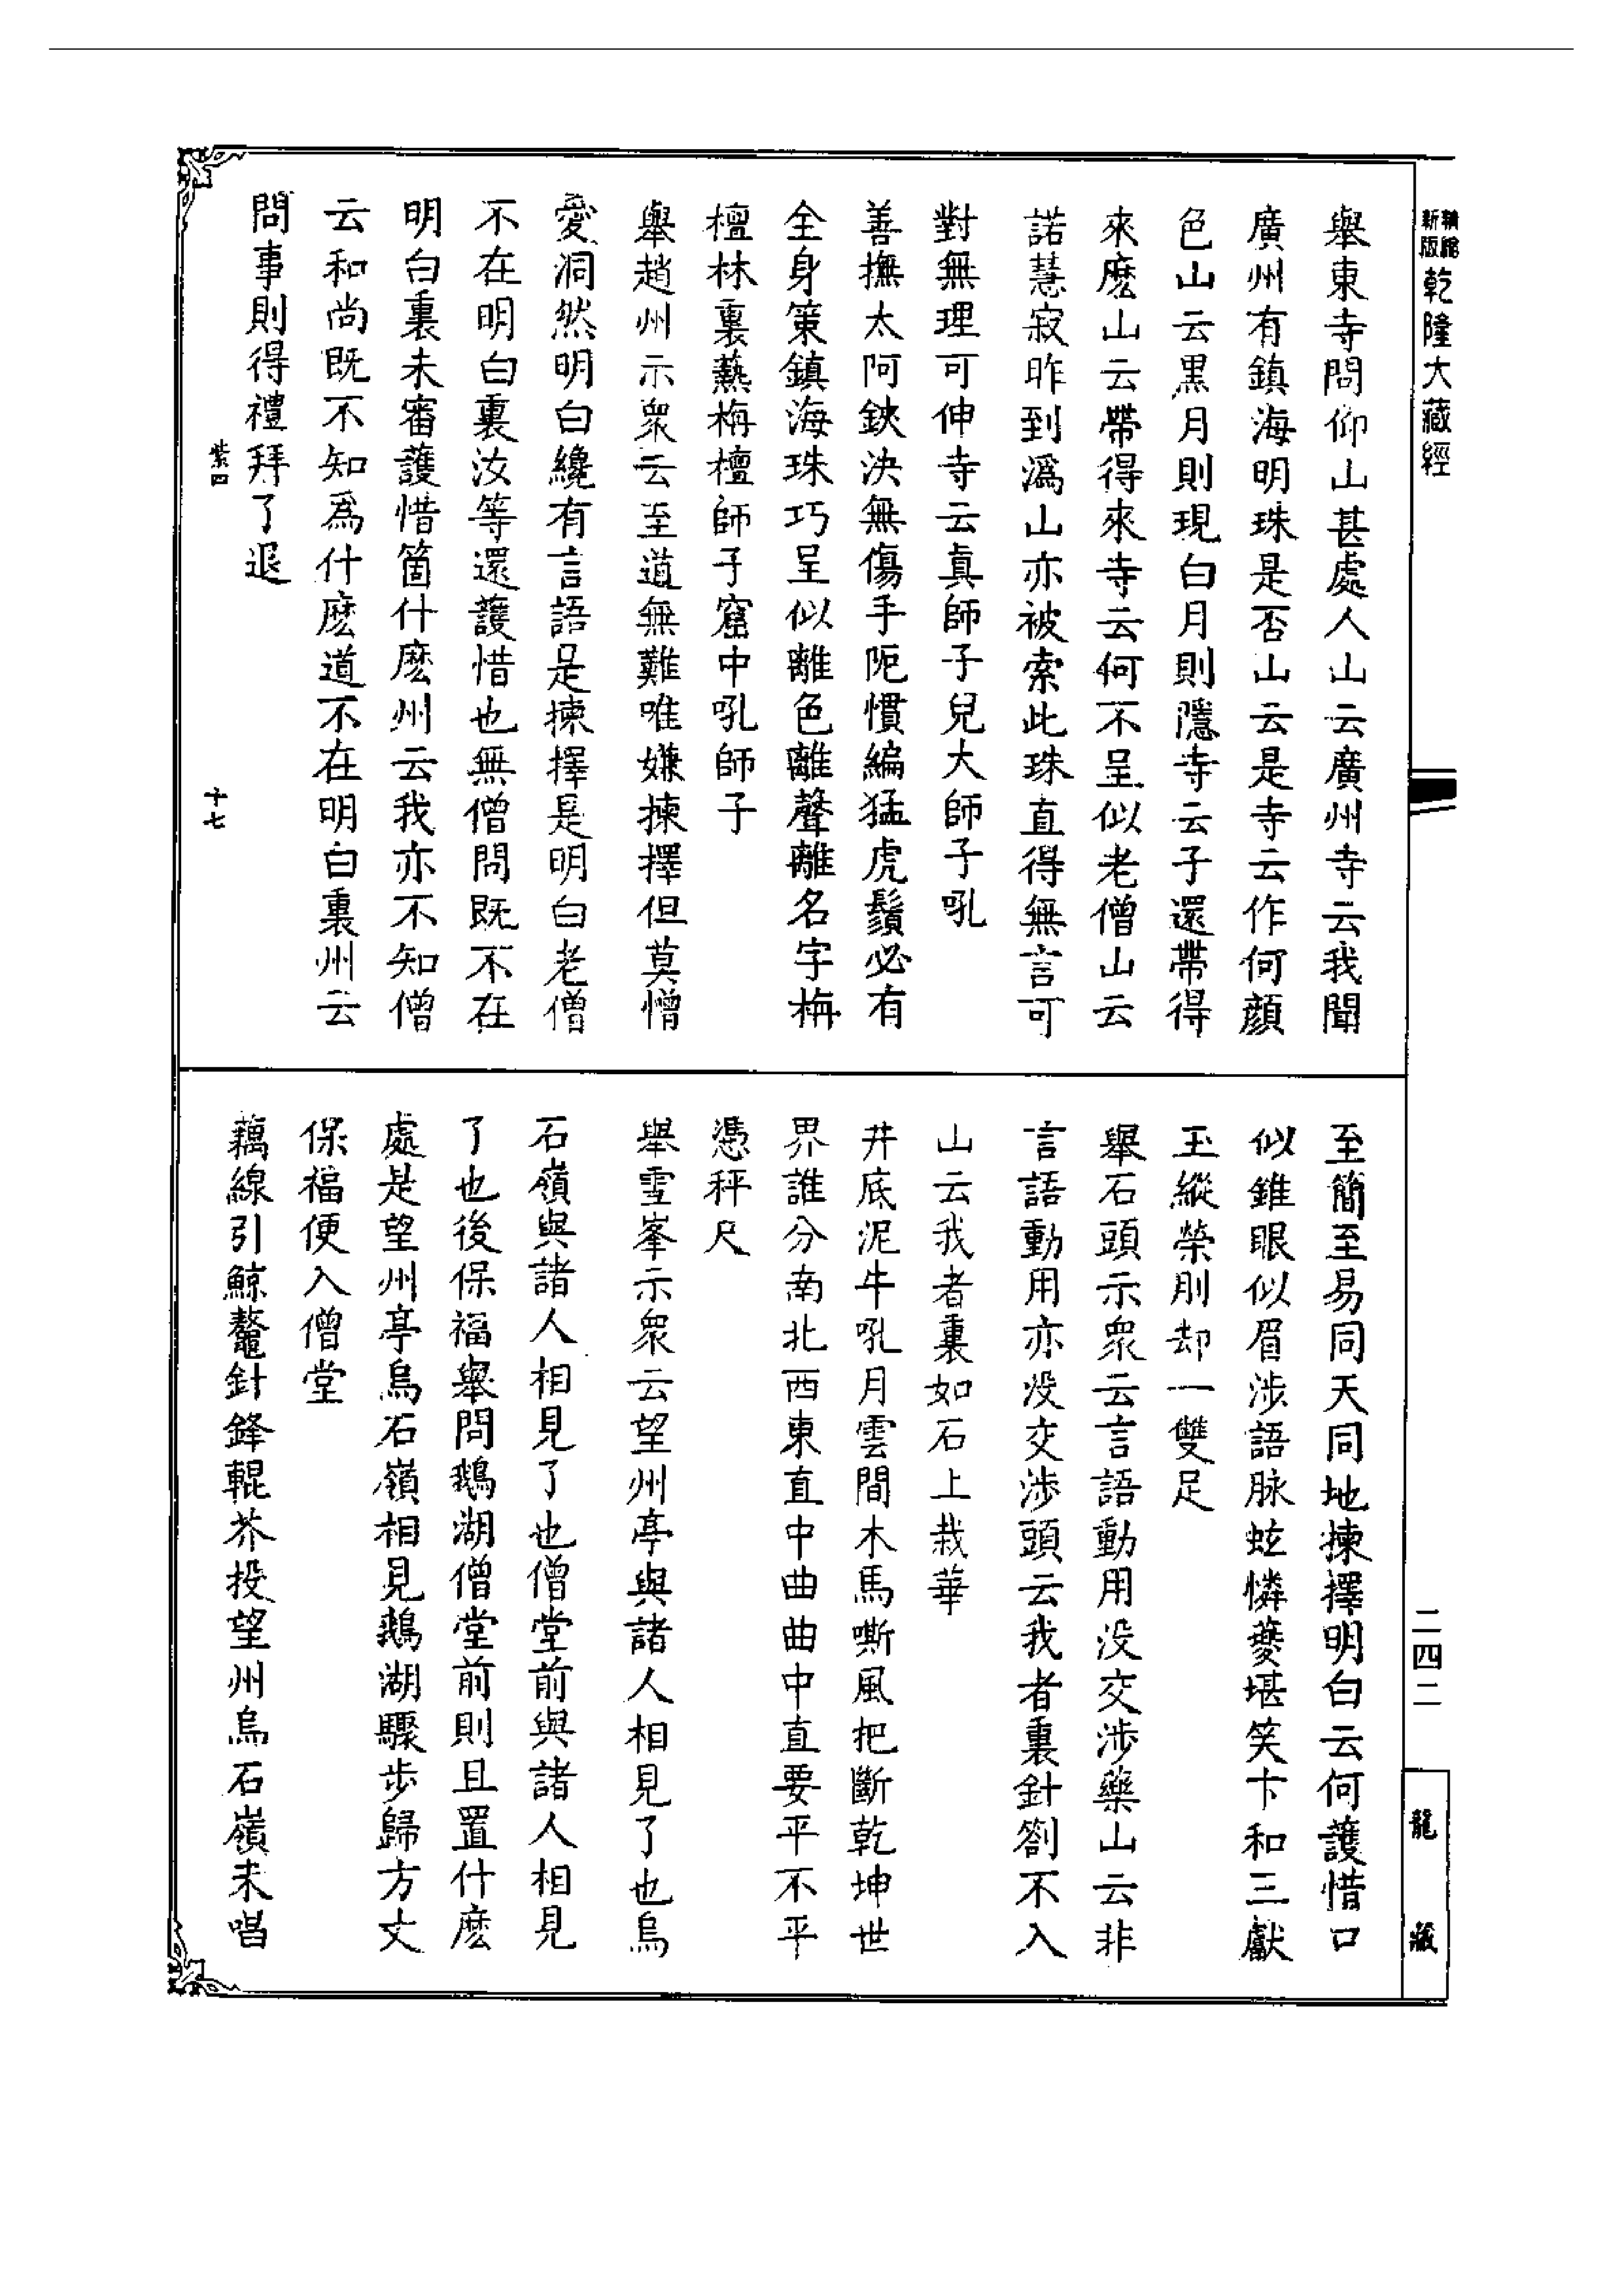 新版
乾隆大藏經
舉東寺問仰山甚處人山云廣州寺云我聞
廣州有鎮海明珠是否山云是寺云作何顔
色山云黒月則現白月則隱寺云子還帶得
來麽山云帶得來寺云何不呈似老僧山云
諾慧寂昨到潙山亦被索此珠直得無言可
對無理可伸寺云真師子兒大師子吼
善撫太阿鋏決無傷手阨慣編猛虎鬚必有
全身策鎮海珠巧呈似離色離聲離名字栴
檀林裏爇栴檀師子窟中吼師子
舉趙州示衆云至道無難唯嫌揀擇但莫憎
愛洞然明白纔有言語是揀擇是明白老僧
不在明白裏汝等還護惜也無僧問既不在
明白裏未審護惜箇什麽州云我亦不知僧
云和尚既不知爲什麽道不在明白裏州云
問事則得禮拜了退
紫四
十七
至簡至易同天同地揀擇明白云何護惜口
似錐眼似眉涉語脉蚿憐夔堪笑卞和三獻
玉縱榮刖却一雙足
舉石頭示衆云言語動用没交涉藥山云非
言語動用亦没交涉頭云我者裏針劄不入
山云我者裏如石上栽華
井底泥牛吼月雲間木馬嘶風把斷乾坤世
界誰分南北西東直中曲曲中直要平不平
憑秤尺
舉雪峯示衆云望州亭與諸人相見了也烏
石嶺與諸人相見了也僧堂前與諸人相見
了也後保福舉問鵝湖僧堂前則且置什麽
處是望州亭烏石嶺相見鵝湖驟步歸方丈
保福便入僧堂
藕線引鯨鼇針鋒輥芥投望州烏石嶺未唱
二四二
龍藏